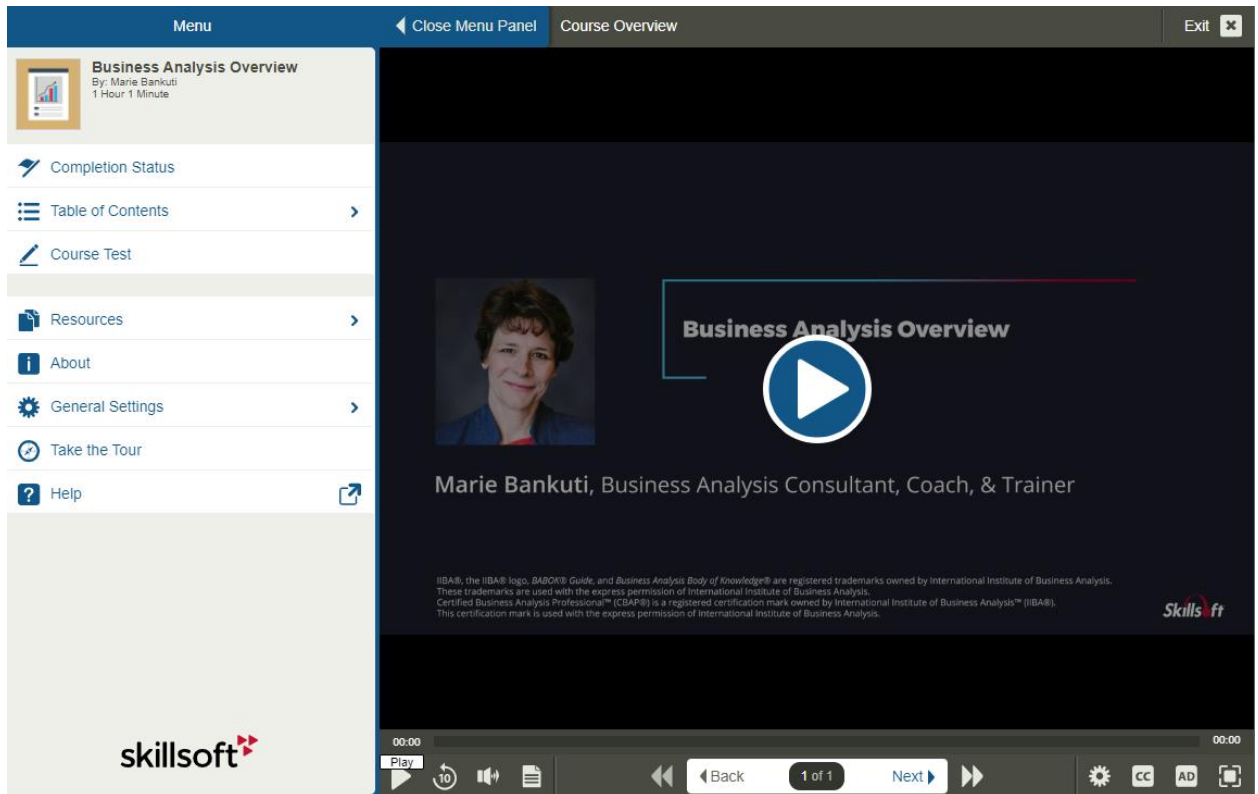 Menu
Close Menu Panel
Course Overview
Exit
Business Analysis Overview
By: Marie Bankuti
1 Hour 1 Minute
Completion Status
Table of Contents
Course Test
Resources
About
General Settings
Take the Tour
Help
skillsoft
Business Analysis Overview
Marie Bankuti, Business Analysis Consultant, Coach, & Trainer
IIBA®, the IIBA® logo, BABOK® Guide, and Business Analysis Body of Knowledge® are registered trademarks owned by International Institute of Business Analysis.
These trademarks are used with the express permission of International Institute of Business Analysis.
Certified Business Analysis Professional™ (CBAP®) is a registered certification mark owned by International Institute of Business Analysis™ (IIBA®).
This certification mark is used with the express permission of International Institute of Business Analysis.
Skillsoft
00:00
00:00
Play
10
Back
1 of 1
Next
CC
AD